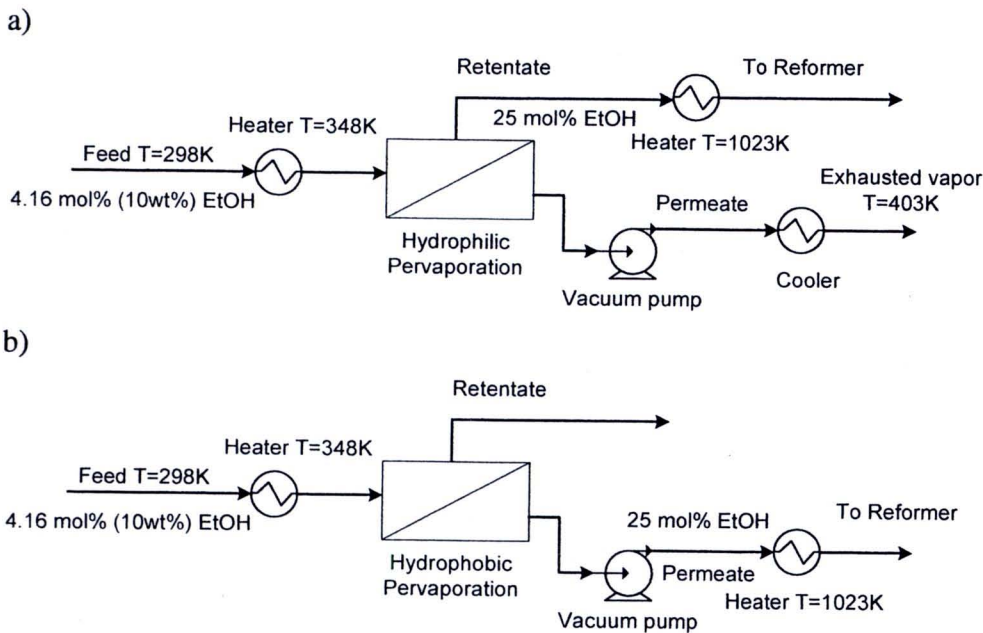 a)
Retentate
To Reformer
25 mol% EtOH
Heater T=348K
Heater T=1023K
Feed T=298K
4.16 mol% (10wt%) EtOH
Exhausted vapor
T=403K
Permeate
Hydrophilic
Pervaporation
Cooler
Vacuum pump
b)
Retentate
Heater T=348K
Feed T=298K
4.16 mol% (10wt%) EtOH
25 mol% EtOH
To Reformer
Hydrophobic
Pervaporation
Permeate
Heater T=1023K
Vacuum pump